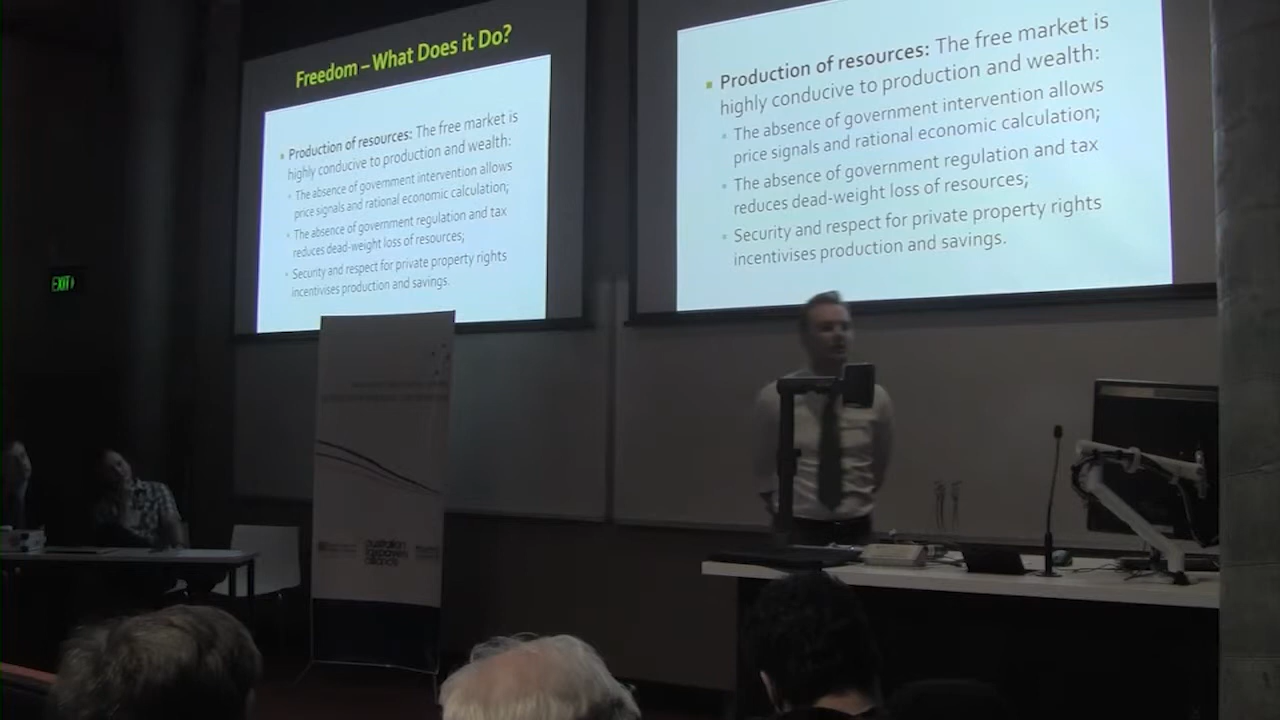 Freedom – What Does it Do?
Production of resources: The free market is
highly conducive to production and wealth:
The absence of government intervention allows
price signals and rational economic calculation;
The absence of government regulation and tax
reduces dead-weight loss of resources;
Security and respect for private property rights
incentivises production and savings.
Production of resources: The free market is
highly conducive to production and wealth:
The absence of government intervention allows
price signals and rational economic calculation;
The absence of government regulation and tax
reduces dead-weight loss of resources;
Security and respect for private property rights
incentivises production and savings.
EXIT
australian
taxpayers
alliance